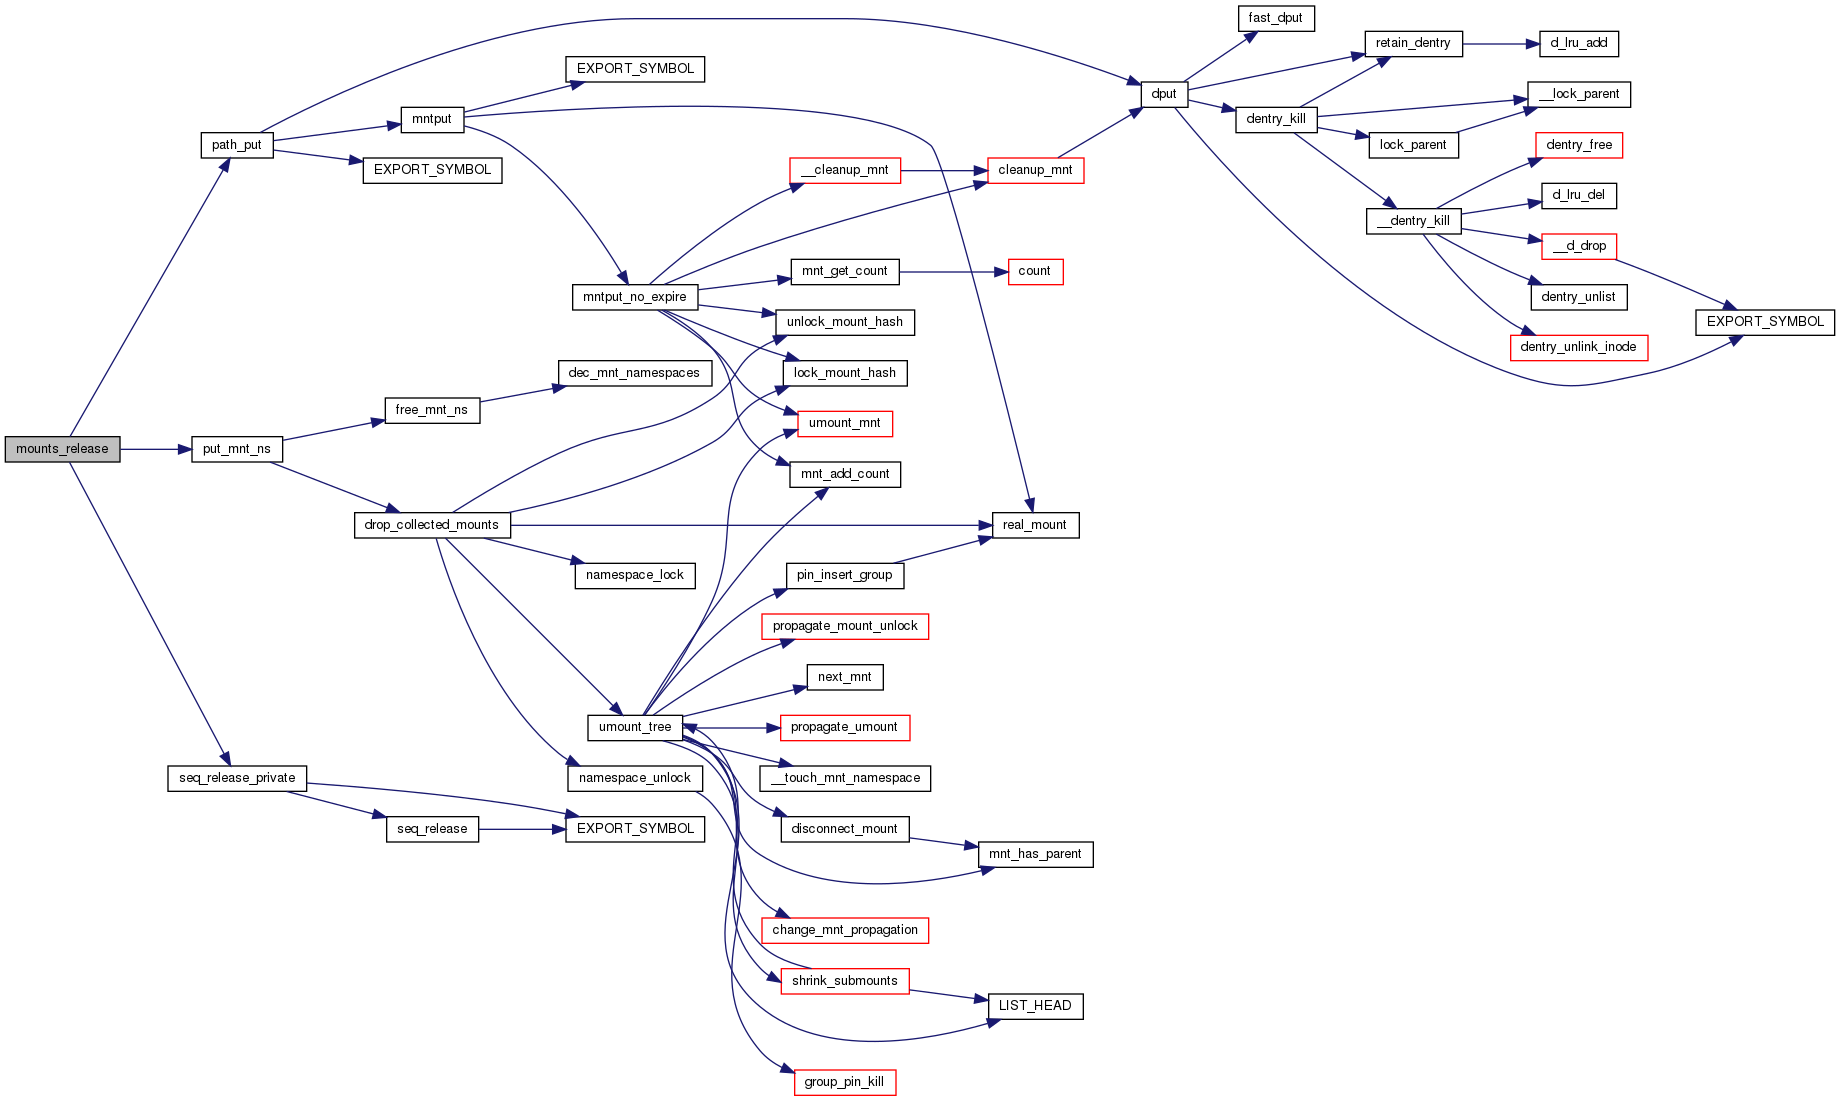 fast_dput
retain_dentry
d_lru_add
EXPORT_SYMBOL
dput
__lock_parent
mntput
dentry_kill
path_put
lock_parent
dentry_free
EXPORT_SYMBOL
__cleanup_mnt
cleanup_mnt
d_lru_del
__dentry_kill
__d_drop
mnt_get_count
count
mntput_no_expire
dentry_unlist
unlock_mount_hash
EXPORT_SYMBOL
dentry_unlink_inode
dec_mnt_namespaces
lock_mount_hash
free_mnt_ns
umount_mnt
mounts_release
put_mnt_ns
mnt_add_count
drop_collected_mounts
real_mount
namespace_lock
pin_insert_group
propagate_mount_unlock
next_mnt
umount_tree
propagate_umount
seq_release_private
namespace_unlock
__touch_mnt_namespace
seq_release
EXPORT_SYMBOL
disconnect_mount
mnt_has_parent
change_mnt_propagation
shrink_submounts
LIST_HEAD
group_pin_kill